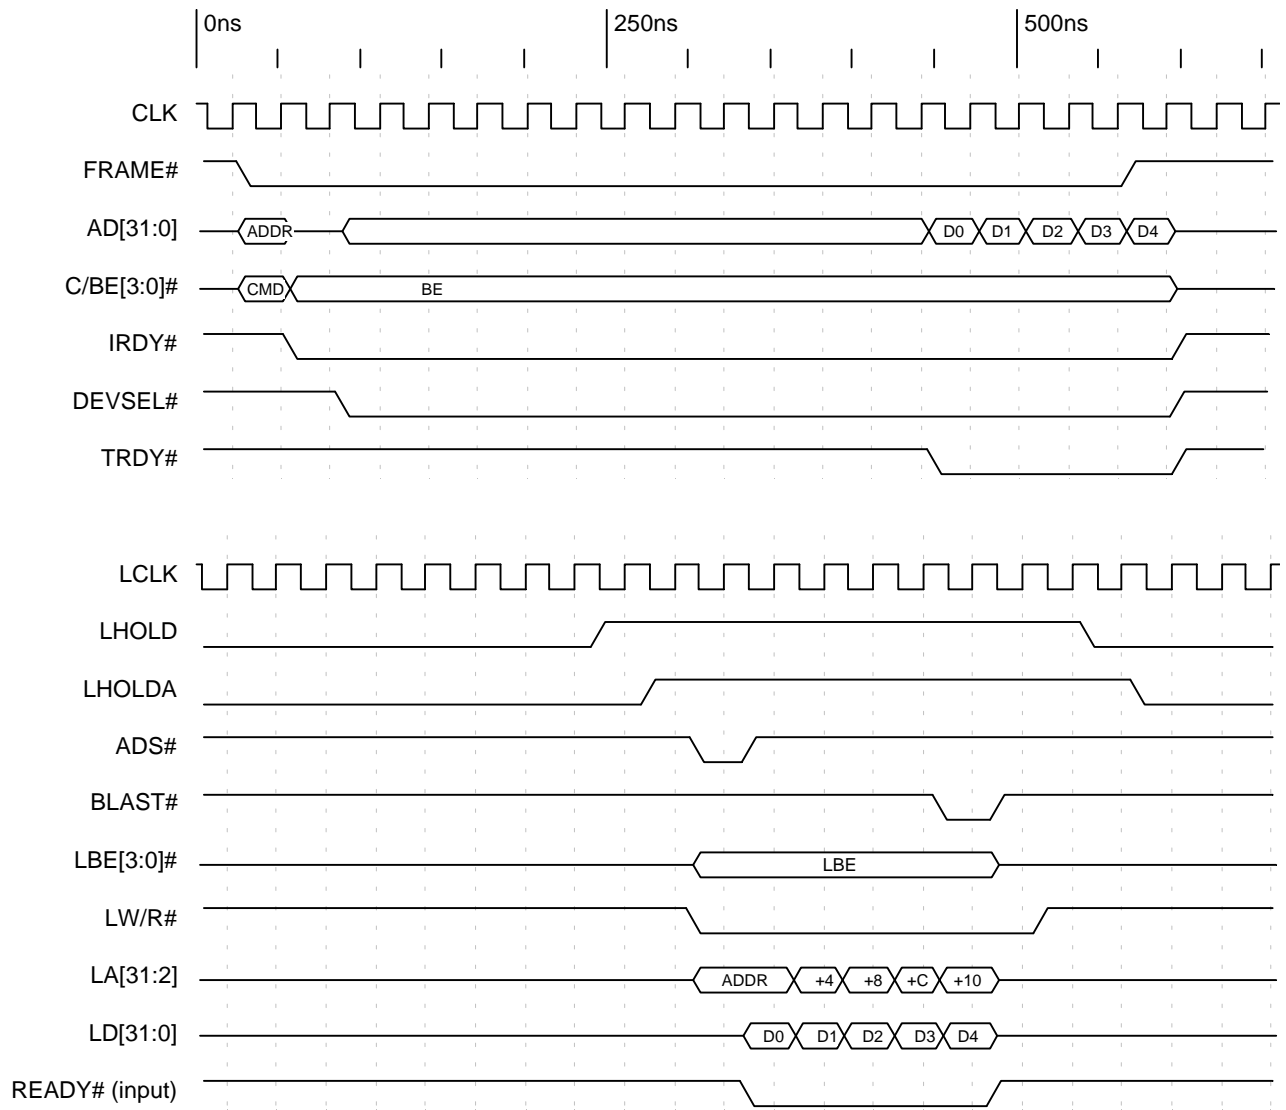 0ns 250ns 500ns
CLK
FRAME#
AD[31:0] ADDR D0 D1 D2 D3 D4
C/BE[3:0]# CMD BE
IRDY#
DEVSEL#
TRDY#
LCLK
LHOLD
LHOLDA
ADS#
BLAST#
LBE[3:0]# LBE
LW/R#
LA[31:2] ADDR +4 +8 +C +10
LD[31:0] D0 D1 D2 D3 D4
READY# (input)